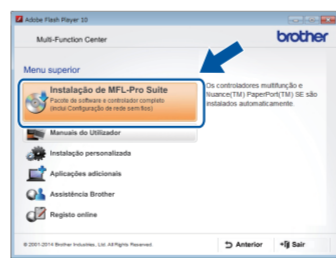 Adobe Flash Player 10
Multi-Function Center
brother
Menu superior
Instalação de MFL-Pro Suite
Pacote de software e controlador completo
(inclui Configuração de rede sem fios)
Os controladores multifunção e
Nuance(TM) PaperPort(TM) SE são
instalados automaticamente.
Manuais do Utilizador
Instalação personalizada
Aplicações adicionais
Assistência Brother
Registo online
© 2001-2014 Brother Industries, Ltd. All Rights Reserved.
Anterior
Sair